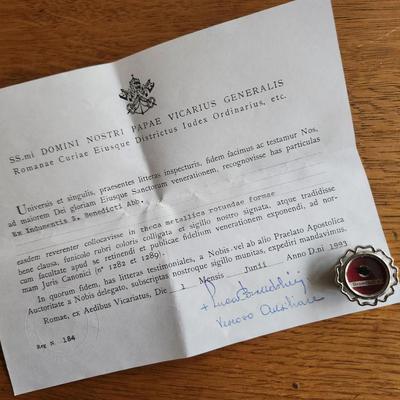 SS.mi DOMINI NOSTRI PAPAE VICARIUS GENERALIS
Romanae Curiae Eiusque Districtus Iudex Ordinarius, etc.
Universis et singulis, praesentes litteras inspecturis, fidem facimus ac testamur Nos,
ad maiorem Dei gloriam Eiusque Sanctorum venerationem, recognovisse has particulas
Ex Indumentis S. Benedicti Abb.
easdem reverenter collocavisse in theca metallica rotundae formae
bene clausa, funiculo rubri coloris colligata et sigillo nostro signata, atque tradidisse
cum facultate apud se retinendi et publicae fidelium venerationi exponendi, ad nor-
mam Juris Canonici (nº 1282 et 1289).
In quorum fidem, has litteras testimoniales, a Nobis vel ab alio Praelato Apostolica
Auctoritate a Nobis delegato, subscriptas nostroque sigillo munitas, expediri mandavimus.
Romae, ex Aedibus Vicariatus, Die 1 Mensis Junii Anno D.ni 1993
Reg N. 184